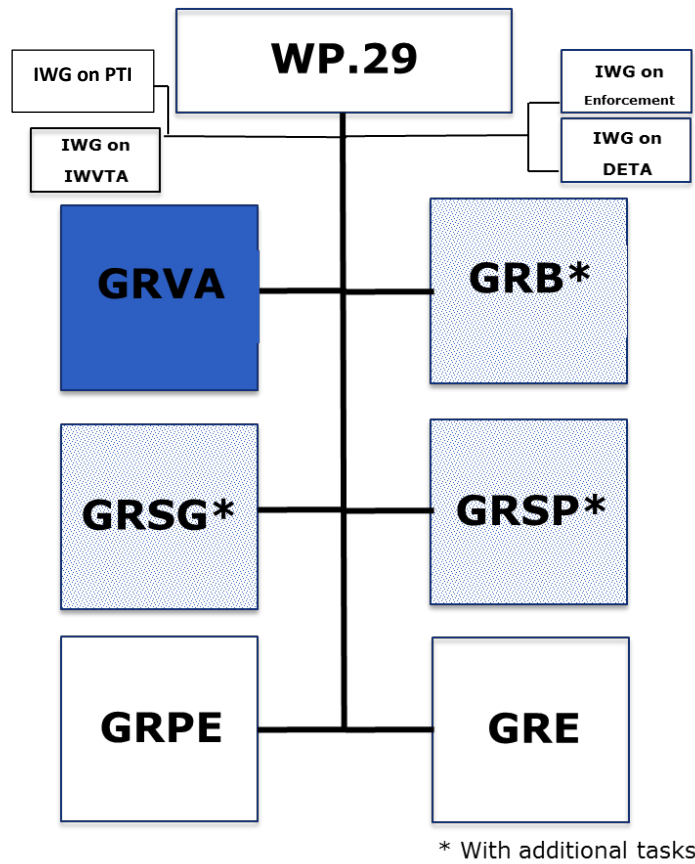 WP.29
IWG on PTI
IWG on
Enforcement
IWG on
IWVTA
IWG on
DETA
GRVA
GRB*
GRSG*
GRSP*
GRPE
GRE
* With additional tasks